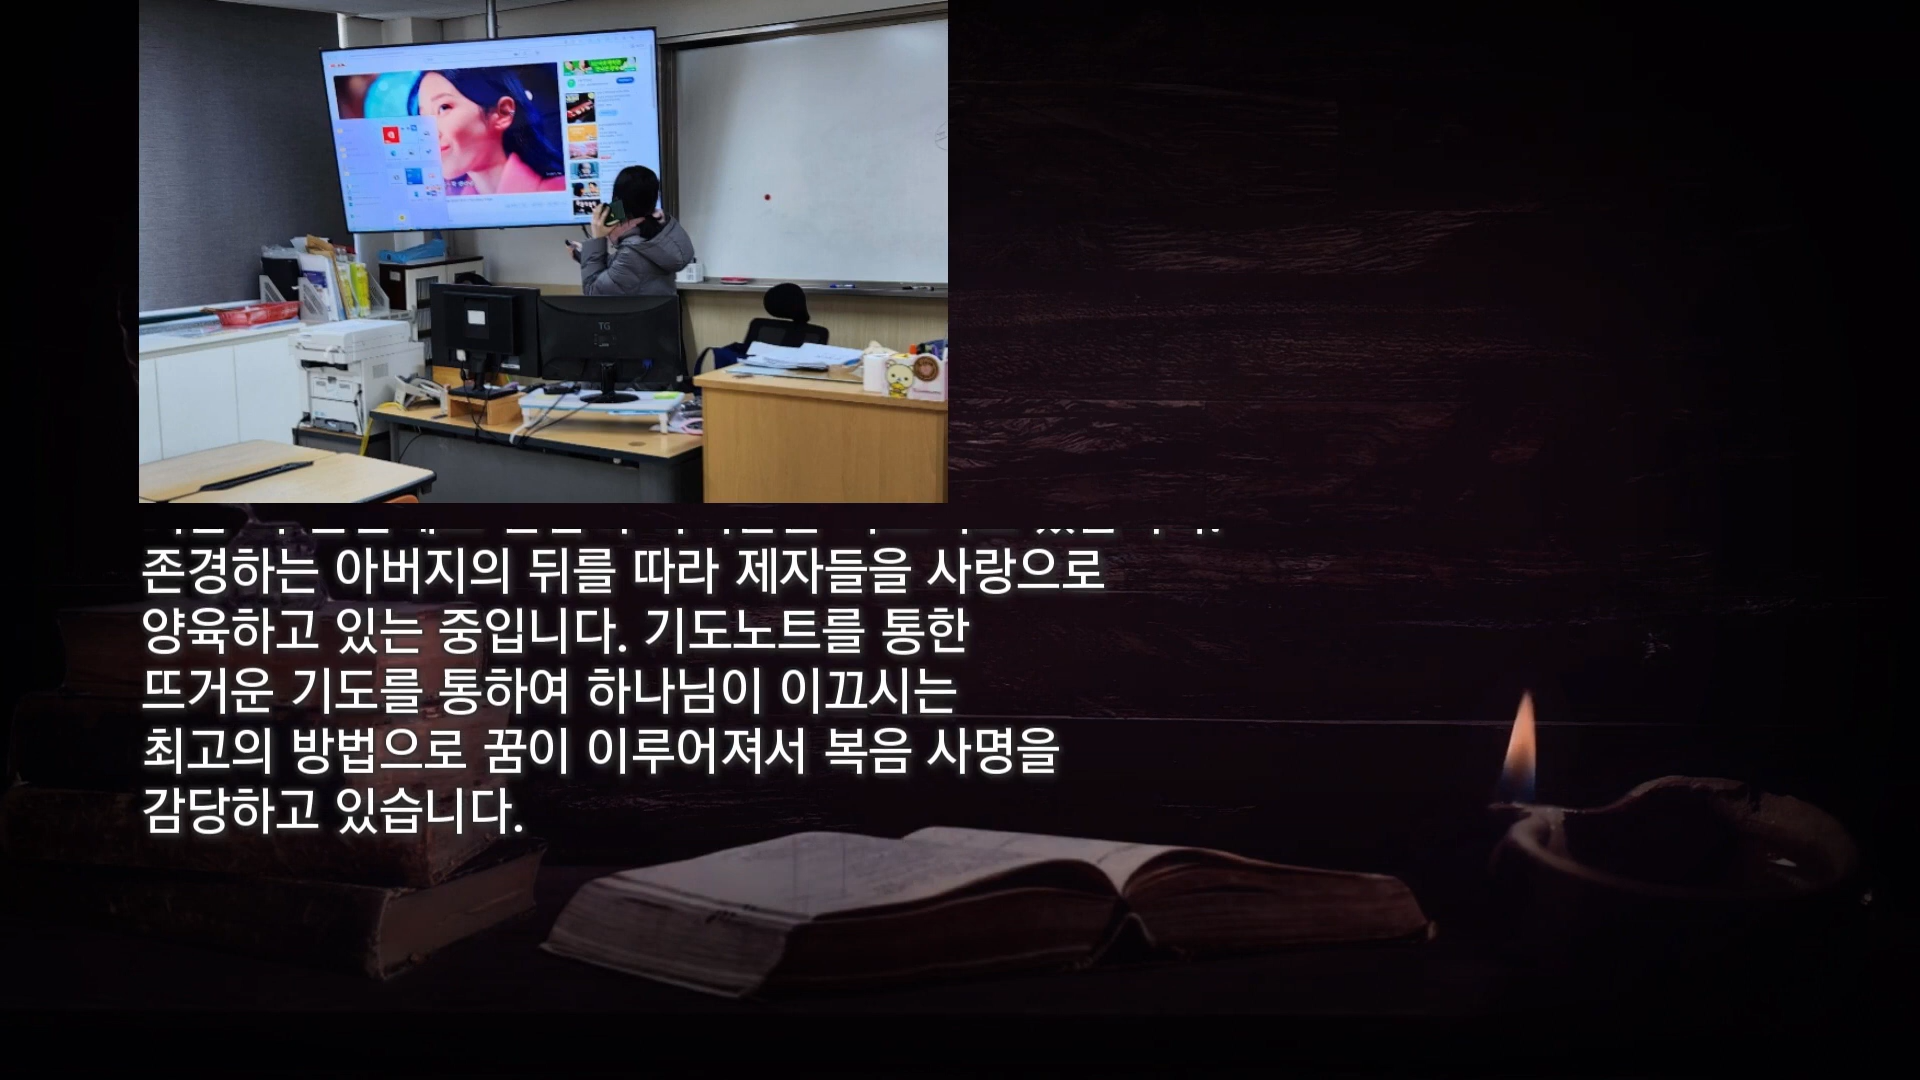 TG
존경하는 아버지의 뒤를 따라 제자들을 사랑으로
양육하고 있는 중입니다. 기도노트를 통한
뜨거운 기도를 통하여 하나님이 이끄시는
최고의 방법으로 꿈이 이루어져서 복음 사명을
감당하고 있습니다.